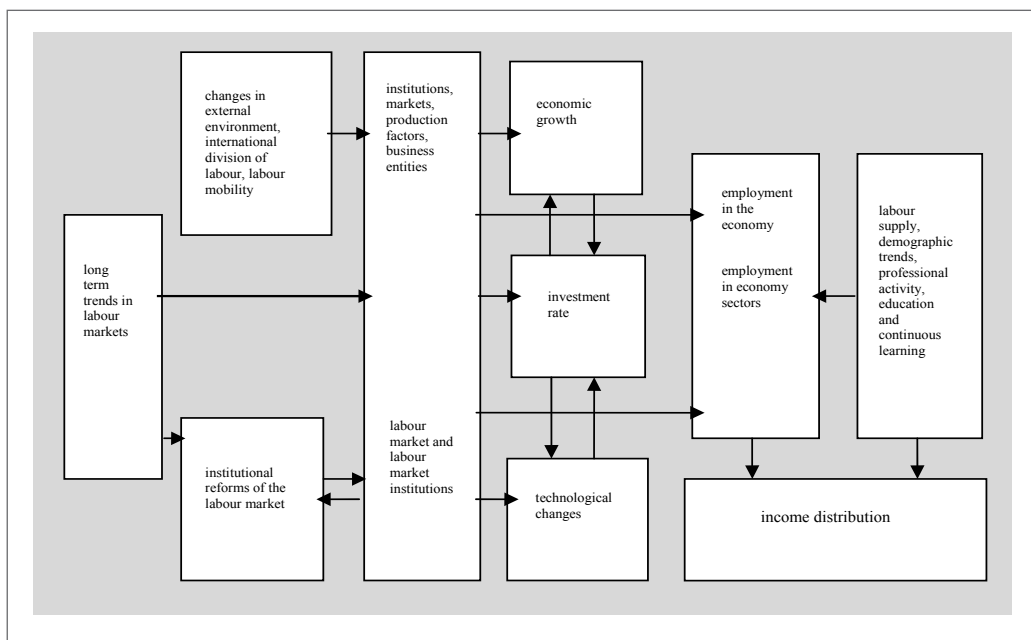 changes in
external
environment,
international
division of
labour, labour
mobility
institutions,
markets,
production
factors,
business
entities
economic
growth
long
term
trends in
labour
markets
investment
rate
employment
in the
economy
employment
in economy
sectors
labour
supply,
demographic
trends,
professional
activity,
education
and
continuous
learning
institutional
reforms of the
labour market
labour
market and
labour
market
institutions
technological
changes
income distribution